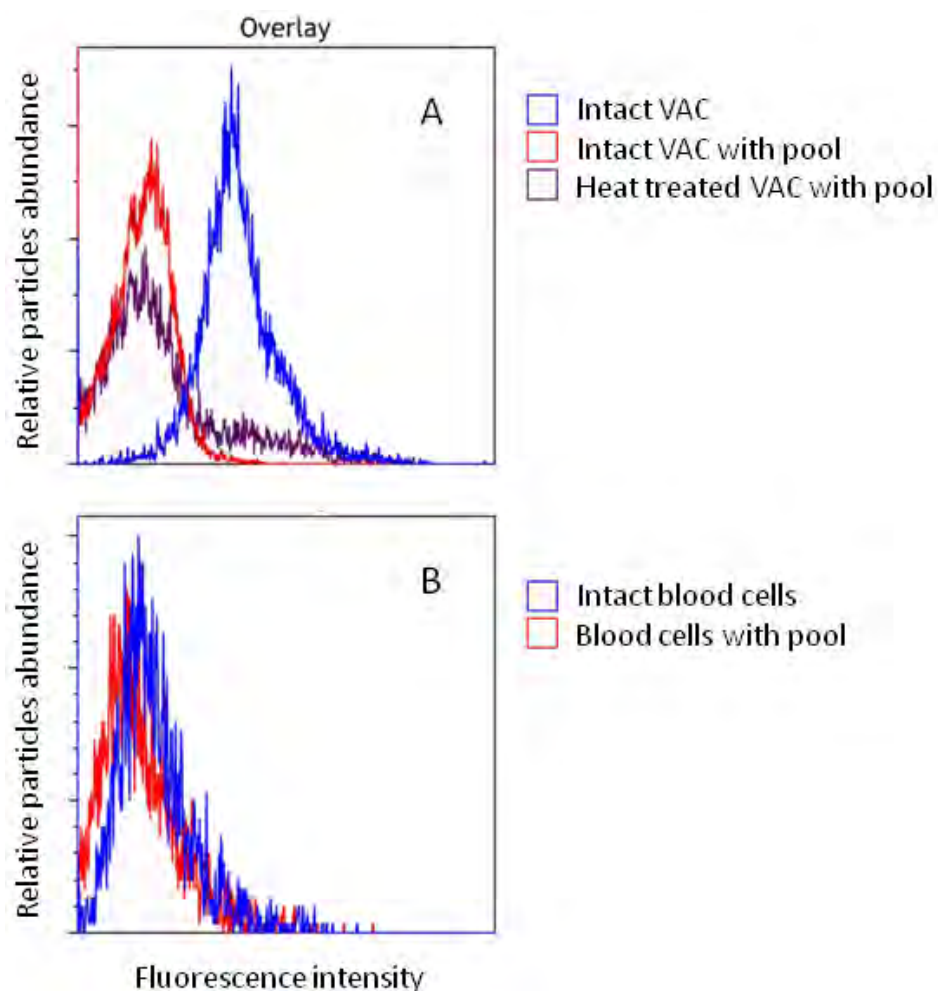 Overlay
Relative particles abundance
A
Intact VAC
Intact VAC with pool
Heat treated VAC with pool
Relative particles abundance
B
Intact blood cells
Blood cells with pool
Fluorescence intensity